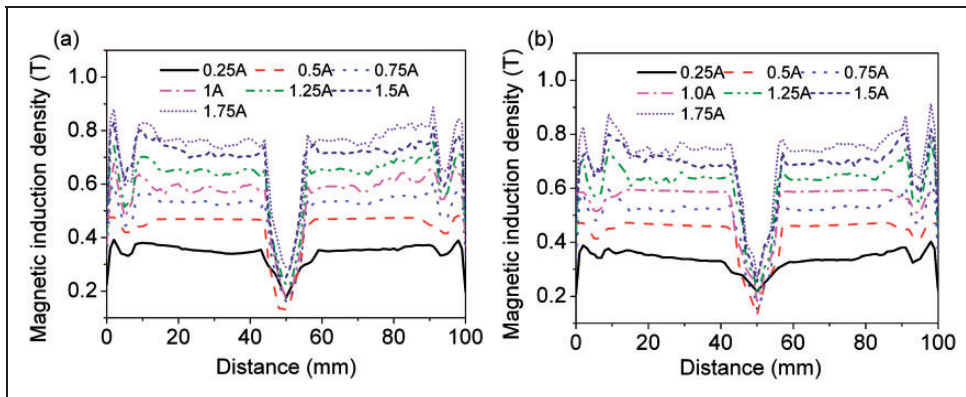 (a)
Magnetic induction density (T)
1.0
0.8
0.6
0.4
0.2
0.25A 0.5A 0.75A
1A 1.25A 1.5A
1.75A
0 20 40 60 80 100
Distance (mm)
(b)
Magnetic induction density (T)
1.0
0.8
0.6
0.4
0.2
0.25A 0.5A 0.75A
1.0A 1.25A 1.5A
1.75A
0 20 40 60 80 100
Distance (mm)